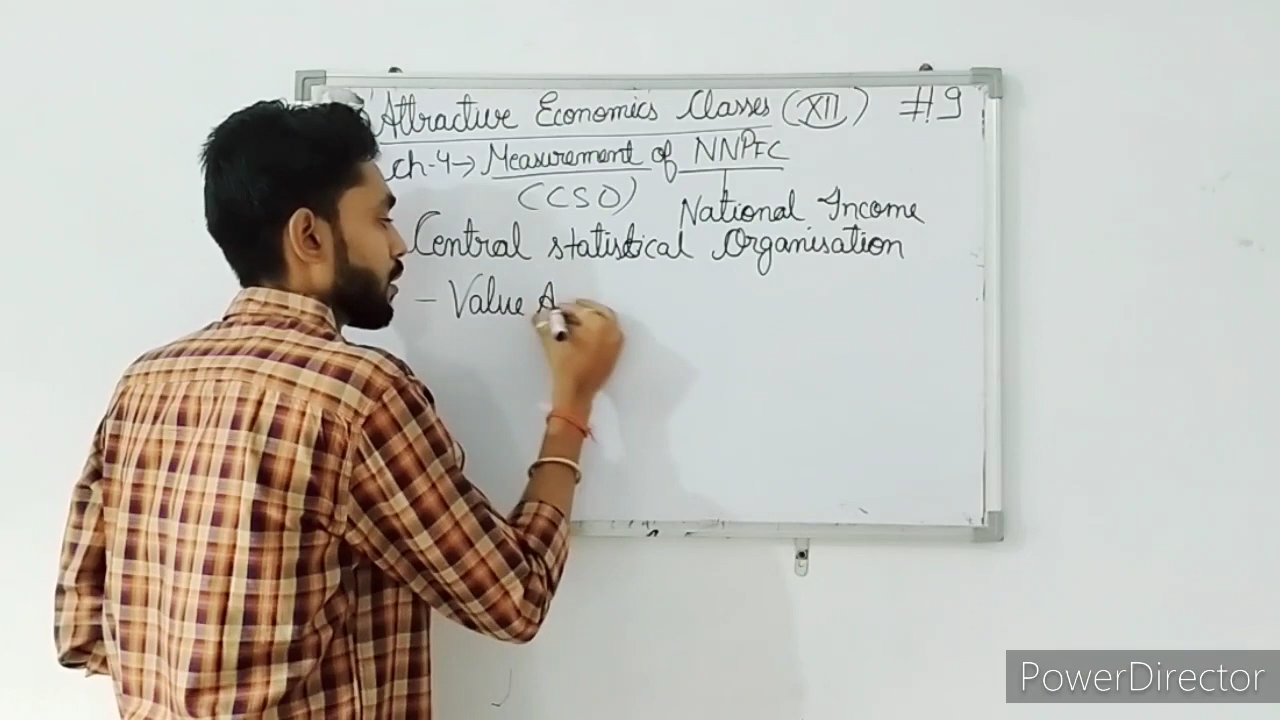 Attractive Economics Classes (XII) #9
ch-4→ Measurement of NNPFC
(CSO)
National Income
Central statistical Organisation
- Value A
PowerDirector